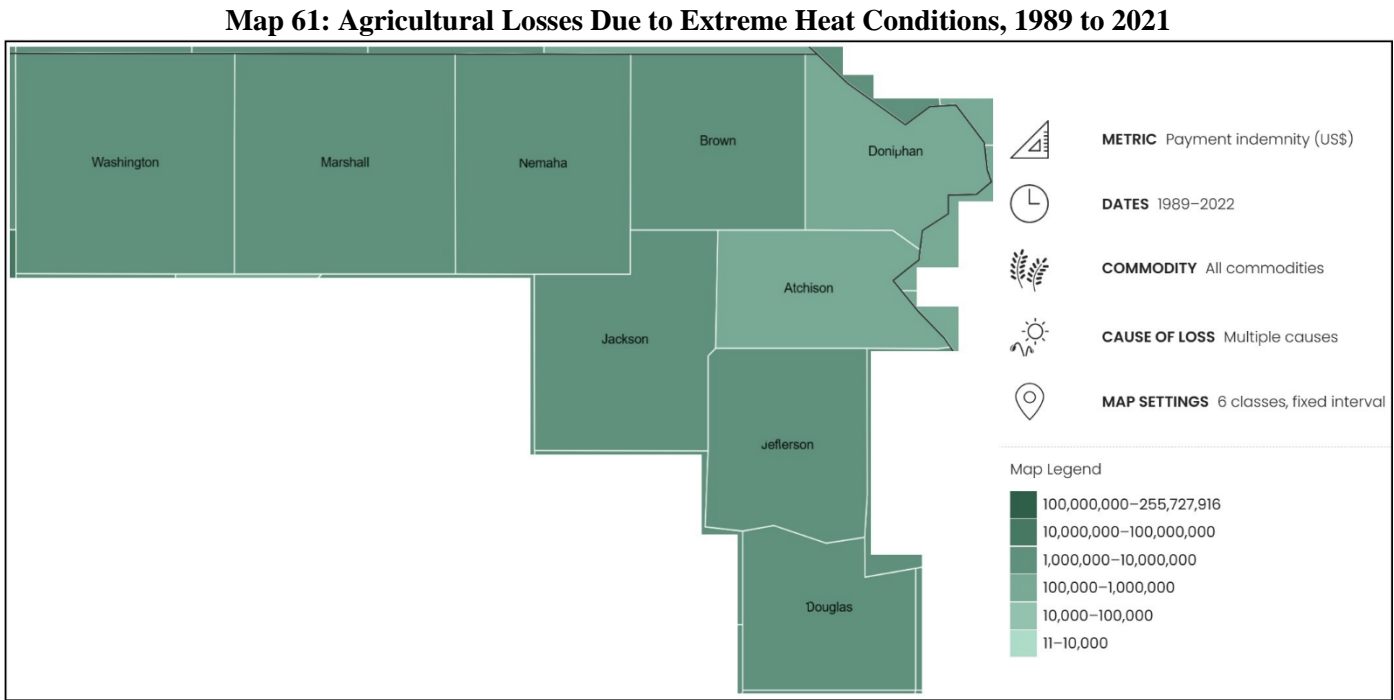 Map 61: Agricultural Losses Due to Extreme Heat Conditions, 1989 to 2021
Washington
Marshall
Nemaha
Brown
Doniphan
Atchison
Jackson
Jefferson
Douglas
METRIC Payment indemnity (US$)
DATES 1989–2022
COMMODITY All commodities
CAUSE OF LOSS Multiple causes
MAP SETTINGS 6 classes, fixed interval
Map Legend
100,000,000–255,727,916
10,000,000–100,000,000
1,000,000–10,000,000
100,000–1,000,000
10,000–100,000
11–10,000